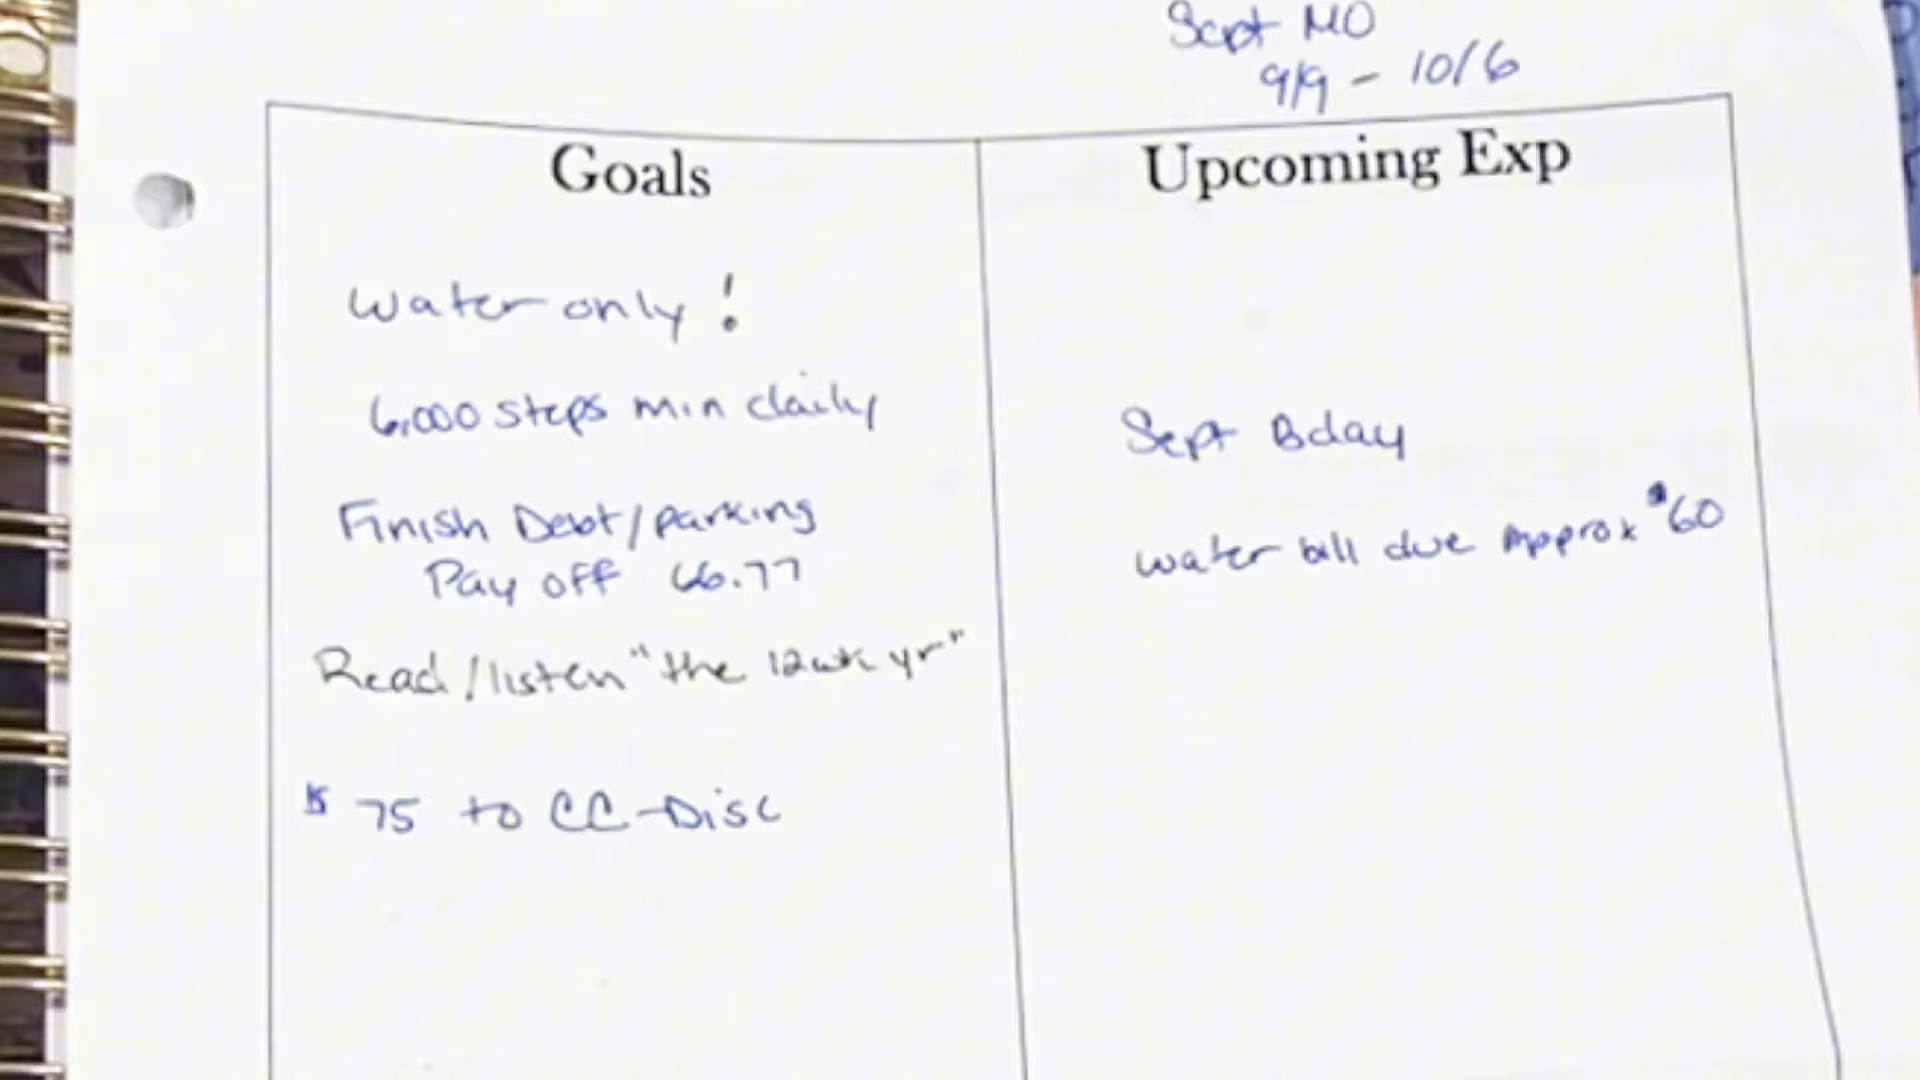 Sept MO
9/9 - 10/6
Goals
Upcoming Exp
Water only!
6,000 steps min daily
Finish Debt/parking
Pay off 66.77
Read/listen "the 12wk yr"
$75 to CC-Disc
Sept Bday
water bill due Approx $60